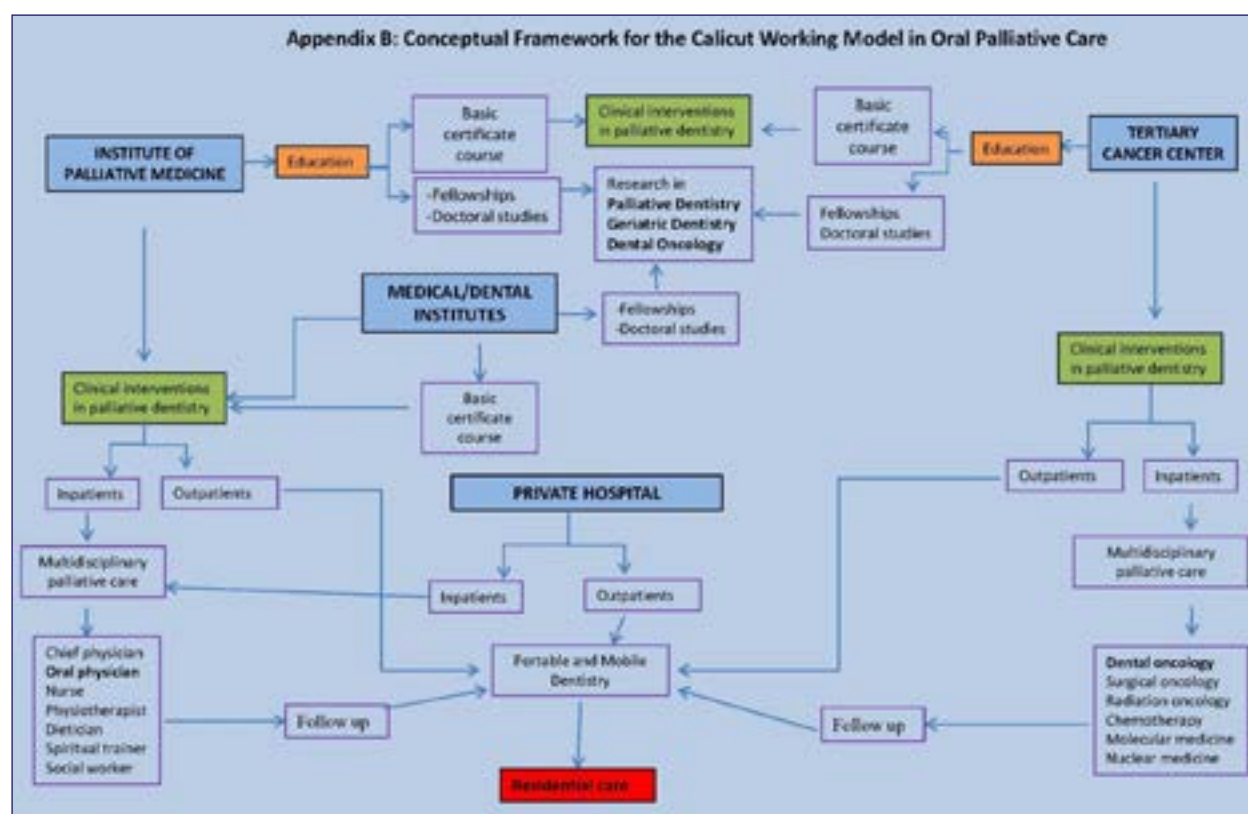 Appendix B: Conceptual Framework for the Calicut Working Model in Oral Palliative Care
INSTITUTE OF
PALLIATIVE MEDICINE
Education
Basic
certificate
course
-Fellowships
-Doctoral studies
Clinical interventions
in palliative dentistry
Research in
Palliative Dentistry
Geriatric Dentistry
Dental Oncology
Basic
certificate
course
Fellowships
Doctoral studies
Education
TERTIARY
CANCER CENTER
MEDICAL/DENTAL
INSTITUTES
-Fellowships
-Doctoral studies
Basic
certificate
course
Clinical interventions
in palliative dentistry
Inpatients
Outpatients
Multidisciplinary
palliative care
Chief physician
Oral physician
Nurse
Physiotherapist
Dietician
Spiritual trainer
Social worker
Follow up
PRIVATE HOSPITAL
Inpatients
Outpatients
Portable and Mobile
Dentistry
Residential care
Clinical interventions
in palliative dentistry
Outpatients
Inpatients
Multidisciplinary
palliative care
Dental oncology
Surgical oncology
Radiation oncology
Chemotherapy
Molecular medicine
Nuclear medicine
Follow up